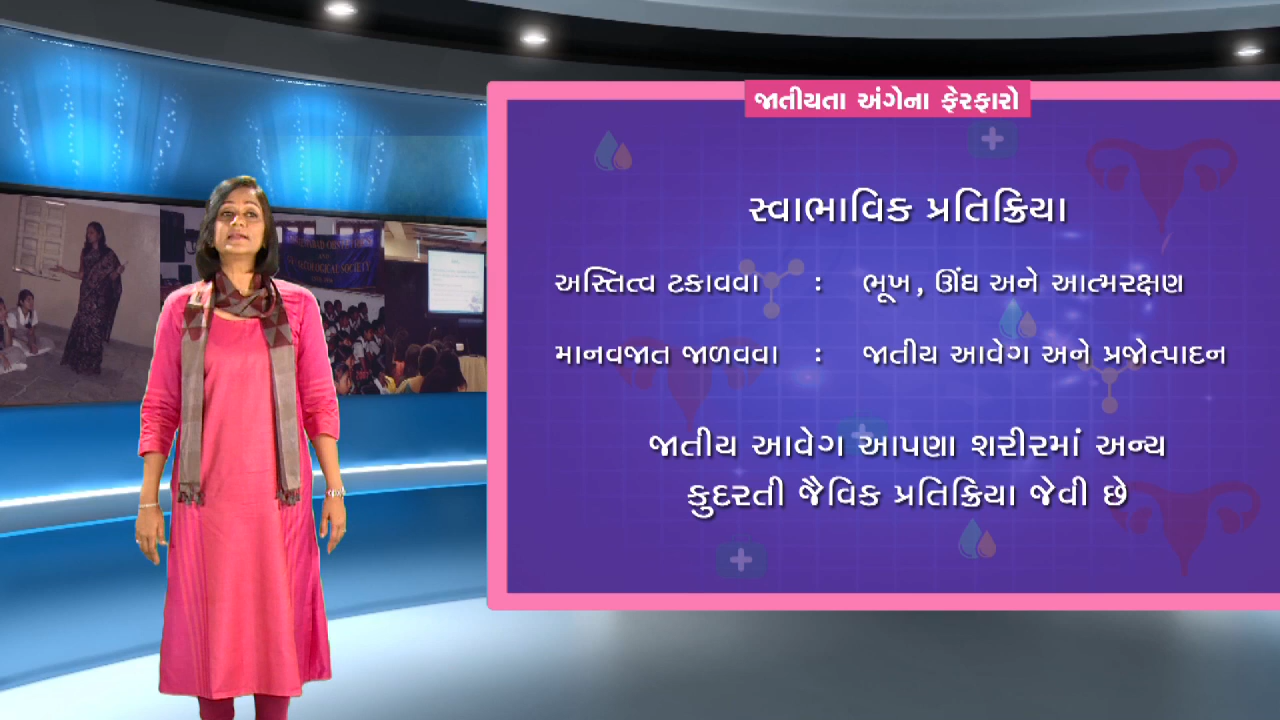 જાતીયતા અંગેના ફેરફારો
સ્વાભાવિક પ્રતિક્રિયા
અસ્તિત્વ ટકાવવા : ભૂખ, ઊંઘ અને આત્મરક્ષણ
માનવજાત જાળવવા : જાતીય આવેગ અને પ્રજોત્પાદન
જાતીય આવેગ આપણા શરીરમાં અન્ય
કુદરતી જૈવિક પ્રતિક્રિયા જેવી છે
SOCIETY